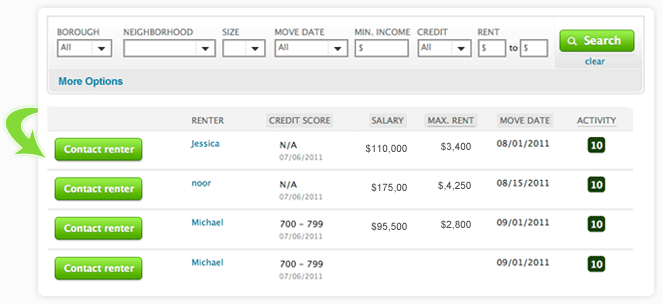 BOROUGH NEIGHBORHOOD SIZE MOVE DATE MIN. INCOME CREDIT RENT
All All $ All $ to $ Search
clear
More Options
RENTER CREDIT SCORE SALARY MAX. RENT MOVE DATE ACTIVITY
Contact renter Jessica N/A $110,000 $3,400 08/01/2011 10
07/06/2011
Contact renter noor N/A $175,00 $,4,250 08/15/2011 10
07/06/2011
Contact renter Michael 700 - 799 $95,500 $2,800 09/01/2011 10
07/06/2011
Contact renter Michael 700 - 799 09/01/2011 10
07/06/2011